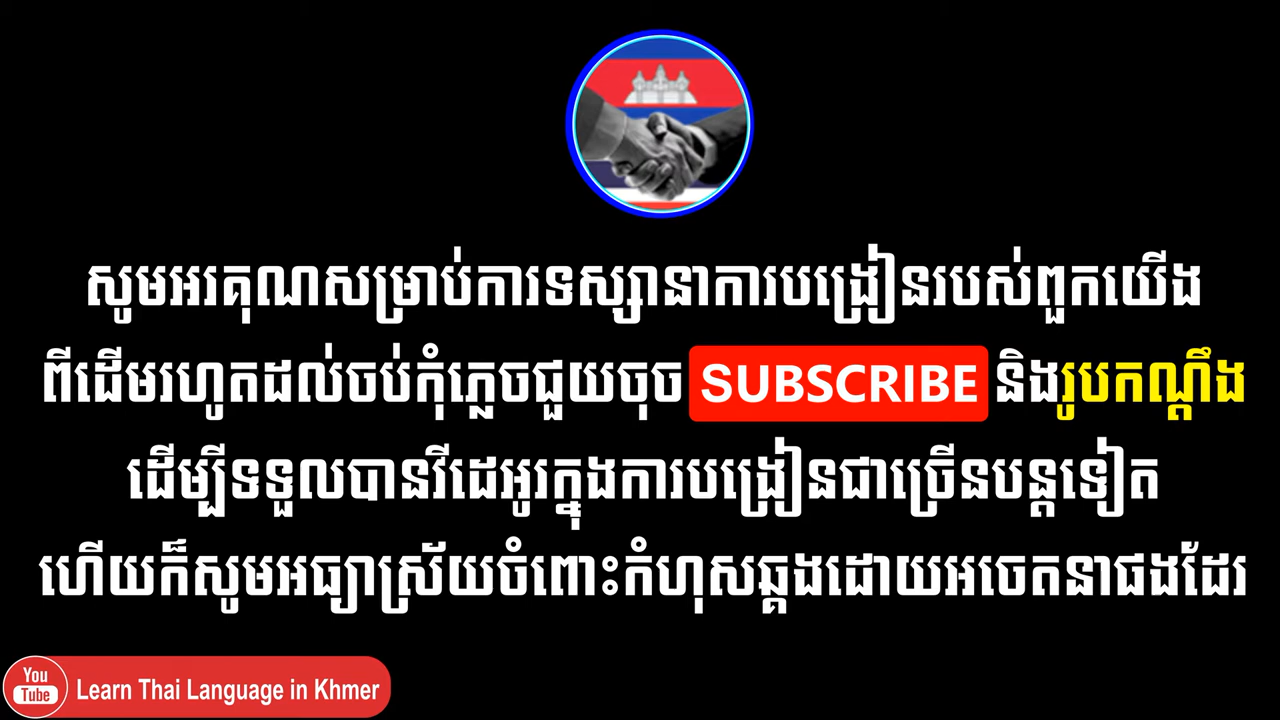 សូមអរគុណសម្រាប់ការទស្សានាការបង្រៀនរបស់ពួកយើង
ពីដើមរហូតដល់ចប់កុំភ្លេចជួយចុច SUBSCRIBE និងរូបកណ្ដឹង
ដើម្បីទទួលបានវីដេអូរក្នុងការបង្រៀនជាច្រើនបន្តទៀត
ហើយក៏សូមអធ្យាស្រ័យចំពោះកំហុសឆ្គងដោយអចេតនាផងដែរ
You
Tube
Learn Thai Language in Khmer